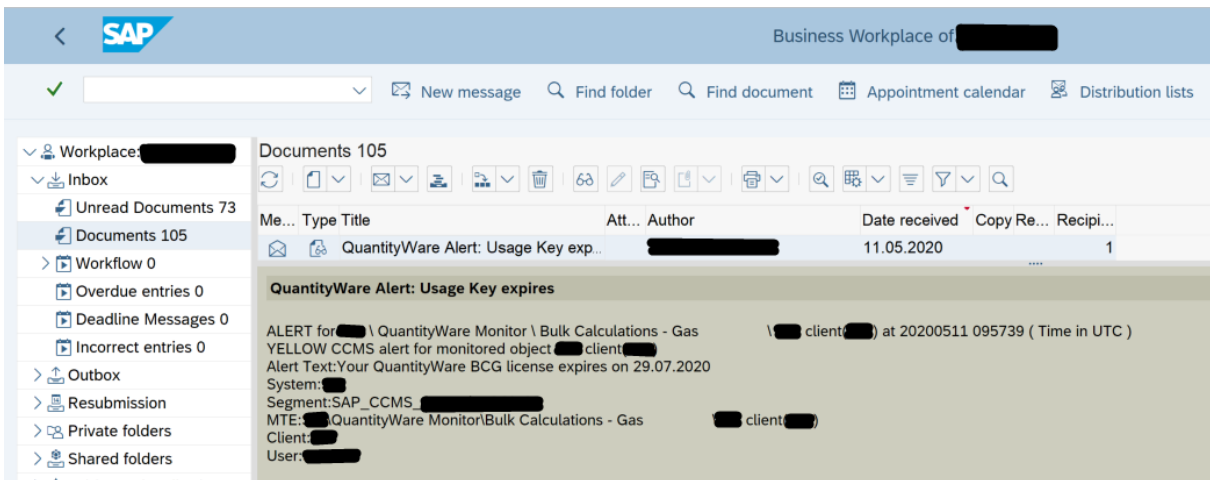 SAP
Business Workplace of
New message Find folder Find document Appointment calendar Distribution lists
Workplace:
Inbox
Unread Documents 73
Documents 105
Workflow 0
Overdue entries 0
Deadline Messages 0
Incorrect entries 0
Outbox
Resubmission
Private folders
Shared folders
Documents 105
Me... Type Title Att... Author Date received Copy Re... Recipi...
QuantityWare Alert: Usage Key exp... 11.05.2020 1
QuantityWare Alert: Usage Key expires
ALERT for \ QuantityWare Monitor \ Bulk Calculations - Gas \ client( ) at 20200511 095739 ( Time in UTC )
YELLOW CCMS alert for monitored object client( )
Alert Text:Your QuantityWare BCG license expires on 29.07.2020
System:
Segment:SAP_CCMS_
MTE: \QuantityWare Monitor\Bulk Calculations - Gas \ client( )
Client:
User: